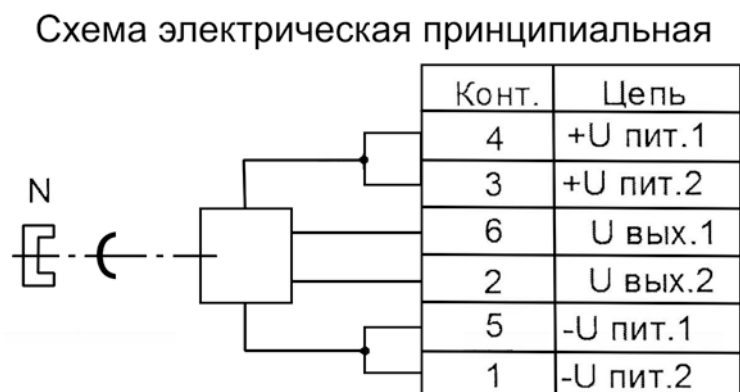 Схема электрическая принципиальная
Конт. Цепь
4 +U пит.1
3 +U пит.2
N
6 U вых.1
2 U вых.2
5 -U пит.1
1 -U пит.2